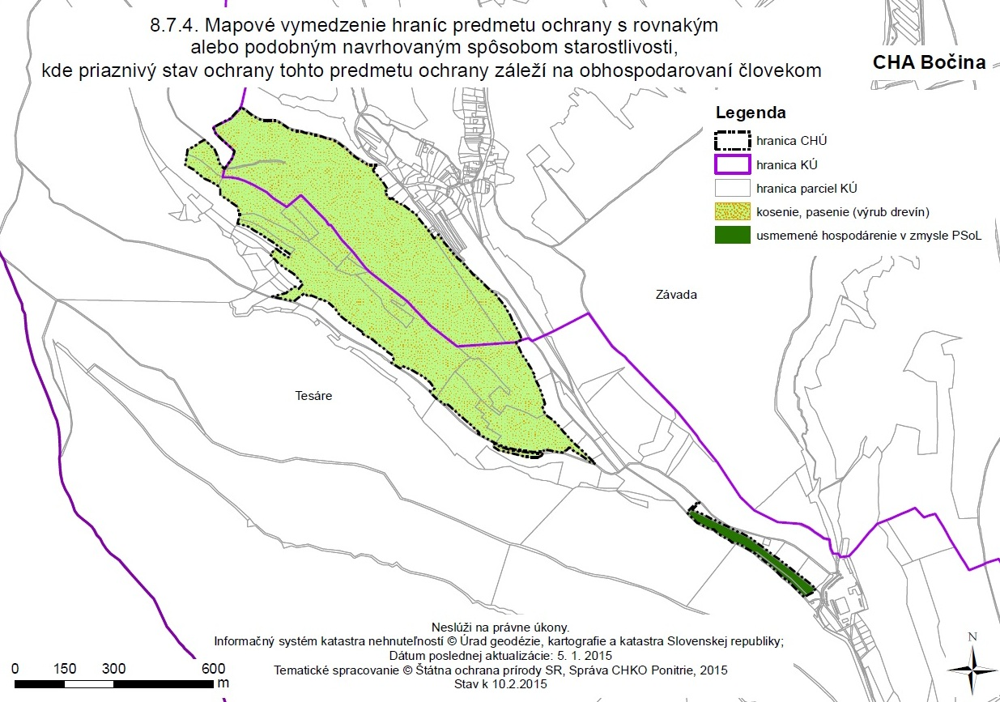 8.7.4. Mapové vymedzenie hraníc predmetu ochrany s rovnakým
alebo podobným navrhovaným spôsobom starostlivosti,
kde priaznivý stav ochrany tohto predmetu ochrany záleží na obhospodarovaní človekom
CHA Bočina
Legenda
hranica CHÚ
hranica KÚ
hranica parciel KÚ
kosenie, pasenie (výrub drevín)
usmernené hospodárenie v zmysle PSoL
Závada
Tesáre
Neslúži na právne úkony.
Informačný systém katastra nehnuteľností © Úrad geodézie, kartografie a katastra Slovenskej republiky;
Dátum poslednej aktualizácie: 5. 1. 2015
Tematické spracovanie © Štátna ochrana prírody SR, Správa CHKO Ponitrie, 2015
Stav k 10.2.2015
0 150 300 600
m
N